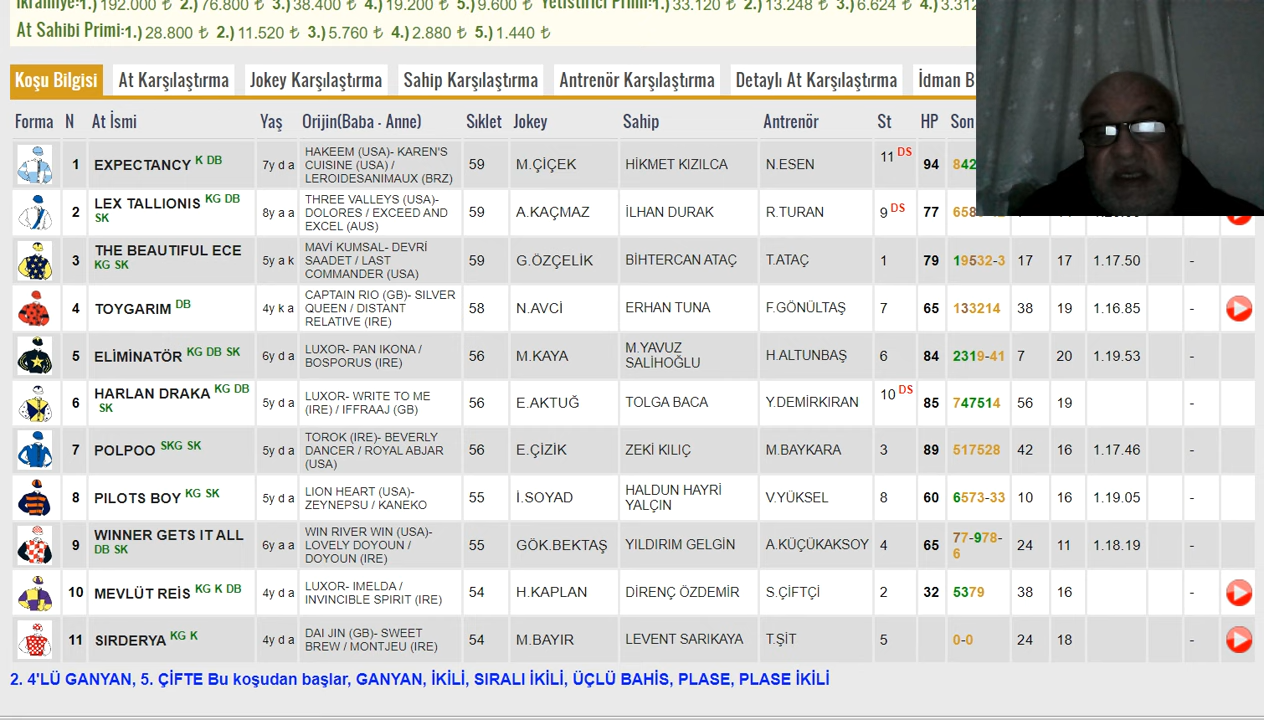 İkramiye:1.) 192.000 ₺ 2.) 76.800 ₺ 3.) 38.400 ₺ 4.) 19.200 ₺ 5.) 9.600 ₺ Yetiştirici Primi:1.) 33.120 ₺ 2.) 13.248 ₺ 3.) 6.624 ₺ 4.) 3.312
At Sahibi Primi:1.) 28.800 ₺ 2.) 11.520 ₺ 3.) 5.760 ₺ 4.) 2.880 ₺ 5.) 1.440 ₺
Koşu Bilgisi At Karşılaştırma Jokey Karşılaştırma Sahip Karşılaştırma Antrenör Karşılaştırma Detaylı At Karşılaştırma İdman B
Forma N At İsmi Yaş Orijin(Baba - Anne) Sıklet Jokey Sahip Antrenör St HP Son
1 EXPECTANCY K DB 7y d a HAKEEM (USA)- KAREN'S CUISINE (USA) / LEROIDESANIMAUX (BRZ) 59 M.ÇİÇEK HİKMET KIZILCA N.ESEN 11 DS 94 842
2 LEX TALLIONIS KG DB SK 8y a a THREE VALLEYS (USA)- DOLORES / EXCEED AND EXCEL (AUS) 59 A.KAÇMAZ İLHAN DURAK R.TURAN 9 DS 77
3 THE BEAUTIFUL ECE KG SK 5y a k MAVİ KUMSAL- DEVRİ SAADET / LAST COMMANDER (USA) 59 G.ÖZÇELİK BİHTERCAN ATAÇ T.ATAÇ 1 79 19532-3 17 17 1.17.50 -
4 TOYGARIM DB 4y k a CAPTAIN RIO (GB)- SILVER QUEEN / DISTANT RELATIVE (IRE) 58 N.AVCİ ERHAN TUNA F.GÖNÜLTAŞ 7 65 133214 38 19 1.16.85 -
5 ELİMİNATÖR KG DB SK 6y d a LUXOR- PAN IKONA / BOSPORUS (IRE) 56 M.KAYA M.YAVUZ SALİHOĞLU H.ALTUNBAŞ 6 84 2319-41 7 20 1.19.53 -
6 HARLAN DRAKA KG DB SK 5y d a LUXOR- WRITE TO ME (IRE) / IFFRAAJ (GB) 56 E.AKTUĞ TOLGA BACA Y.DEMİRKIRAN 10 DS 85 747514 56 19 -
7 POLPOO SKG SK 5y d a TOROK (IRE)- BEVERLY DANCER / ROYAL ABJAR (USA) 56 E.ÇİZİK ZEKİ KILIÇ M.BAYKARA 3 89 517528 42 16 1.17.46 -
8 PILOTS BOY KG SK 5y d a LION HEART (USA)- ZEYNEPSU / KANEKO 55 İ.SOYAD HALDUN HAYRİ YALÇIN V.YÜKSEL 8 60 6573-33 10 16 1.19.05 -
9 WINNER GETS IT ALL DB SK 6y a a WIN RIVER WIN (USA)- LOVELY DOYOUN / DOYOUN (IRE) 55 GÖK.BEKTAŞ YILDIRIM GELGİN A.KÜÇÜKAKSOY 4 65 77-978-6 24 11 1.18.19 -
10 MEVLÜT REİS KG K DB 4y d a LUXOR- IMELDA / INVINCIBLE SPIRIT (IRE) 54 H.KAPLAN DİRENÇ ÖZDEMİR S.ÇİFTÇİ 2 32 5379 38 16 -
11 SIRDERYA KG K 4y d a DAI JIN (GB)- SWEET BREW / MONTJEU (IRE) 54 M.BAYIR LEVENT SARIKAYA T.ŞİT 5 0-0 24 18 -
2. 4'LÜ GANYAN, 5. ÇİFTE Bu koşudan başlar, GANYAN, İKİLİ, SIRALI İKİLİ, ÜÇLÜ BAHİS, PLASE, PLASE İKİLİ